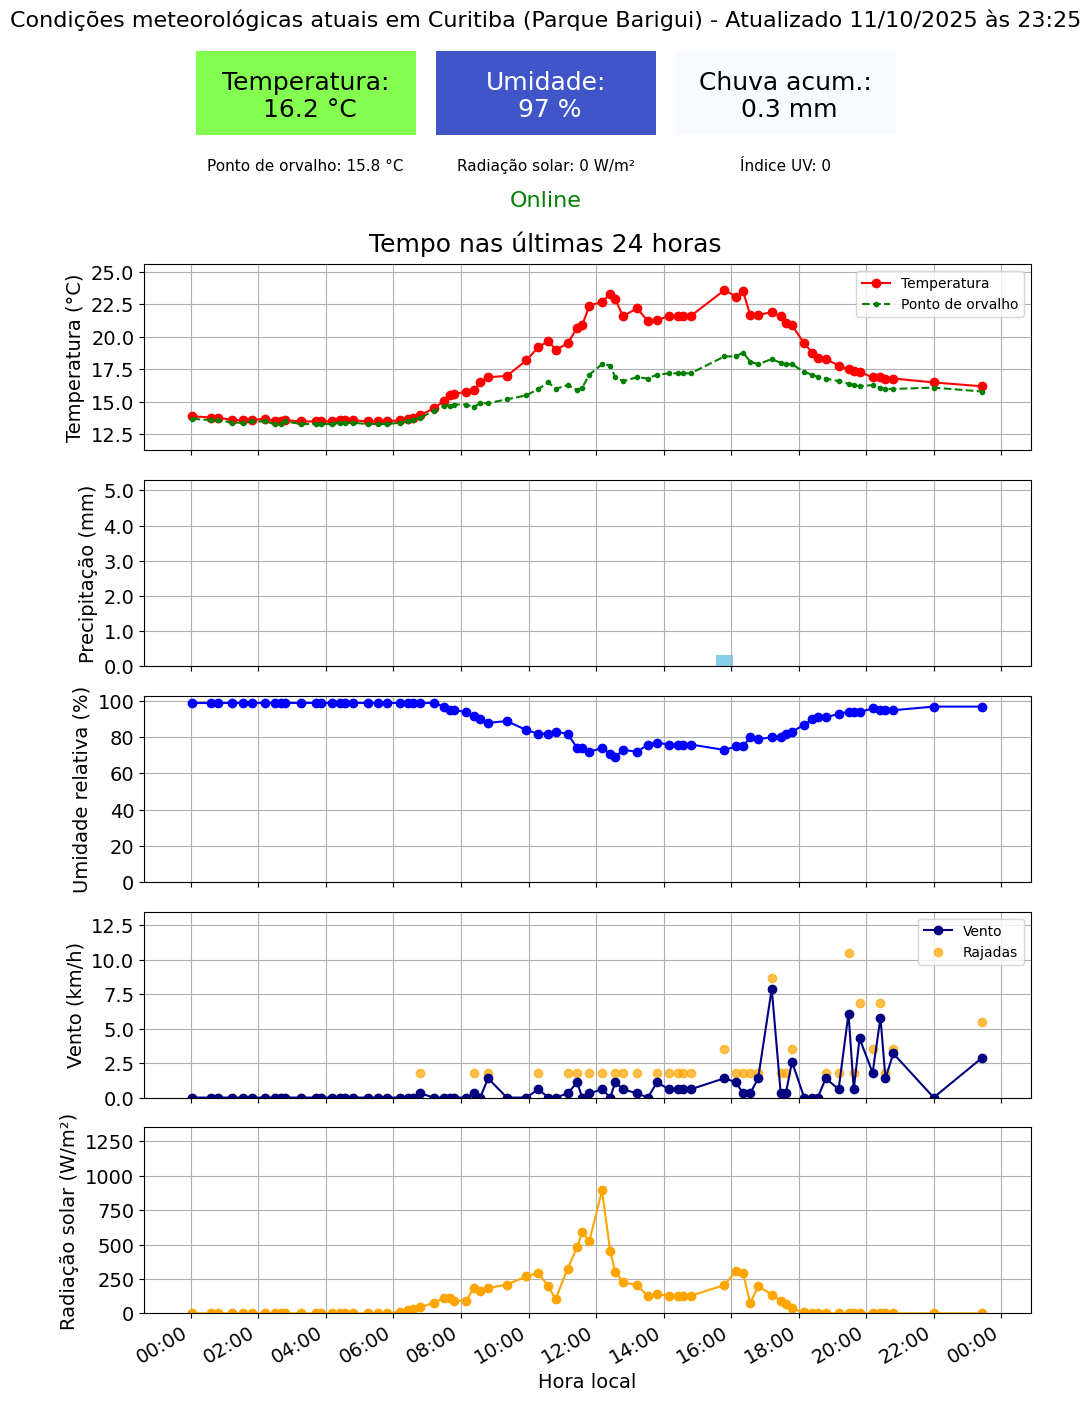 Condições meteorológicas atuais em Curitiba (Parque Barigui) - Atualizado 11/10/2025 às 23:25
Temperatura:
16.2 °C
Umidade:
97 %
Chuva acum.:
0.3 mm
Ponto de orvalho: 15.8 °C
Radiação solar: 0 W/m²
Índice UV: 0
Online
Tempo nas últimas 24 horas
Temperatura (°C)
25.0
22.5
20.0
17.5
15.0
12.5
Temperatura
Ponto de orvalho
Precipitação (mm)
5.0
4.0
3.0
2.0
1.0
0.0
Umidade relativa (%)
100
80
60
40
20
0
Vento (km/h)
12.5
10.0
7.5
5.0
2.5
0.0
Vento
Rajadas
Radiação solar (W/m²)
1250
1000
750
500
250
0
00:00
02:00
04:00
06:00
08:00
10:00
12:00
14:00
16:00
18:00
20:00
22:00
00:00
Hora local